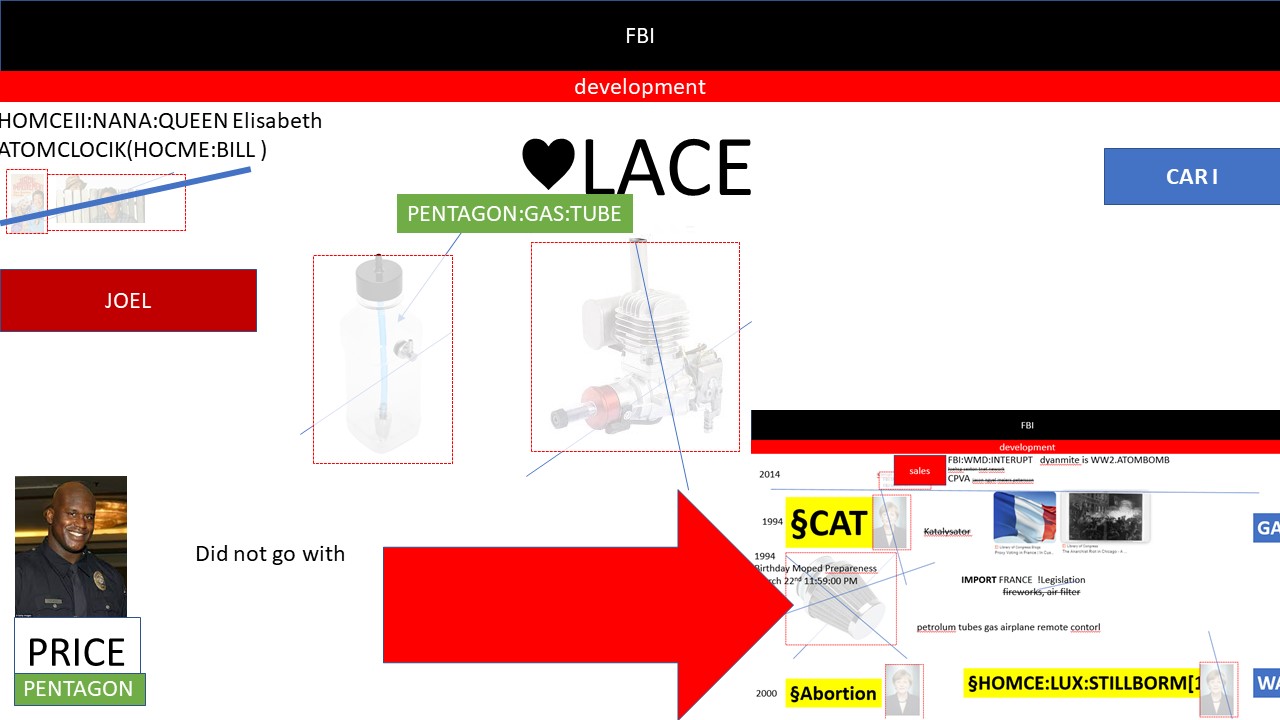 FBI
development
HOMCEII:NANA:QUEEN Elisabeth
ATOMCLOCIK(HOCME:BILL )
♥LACE
CAR I
PENTAGON:GAS:TUBE
JOEL
Did not go with
PRICE
PENTAGON
FBI
development
2014
sales
FBI:WMD:INTERUPT dyanmite is WW2.ATOMBOMB
CPVA
1994
§CAT
Katalysator
GA
1994
Birthday Moped Prepareness
rch 22nd 11:59:00 PM
IMPORT FRANCE !Legislation
fireworks, air filter
petrolum tubes gas airplane remote contorl
2000
§Abortion
§HOMCE:LUX:STILLBORM[1
WA